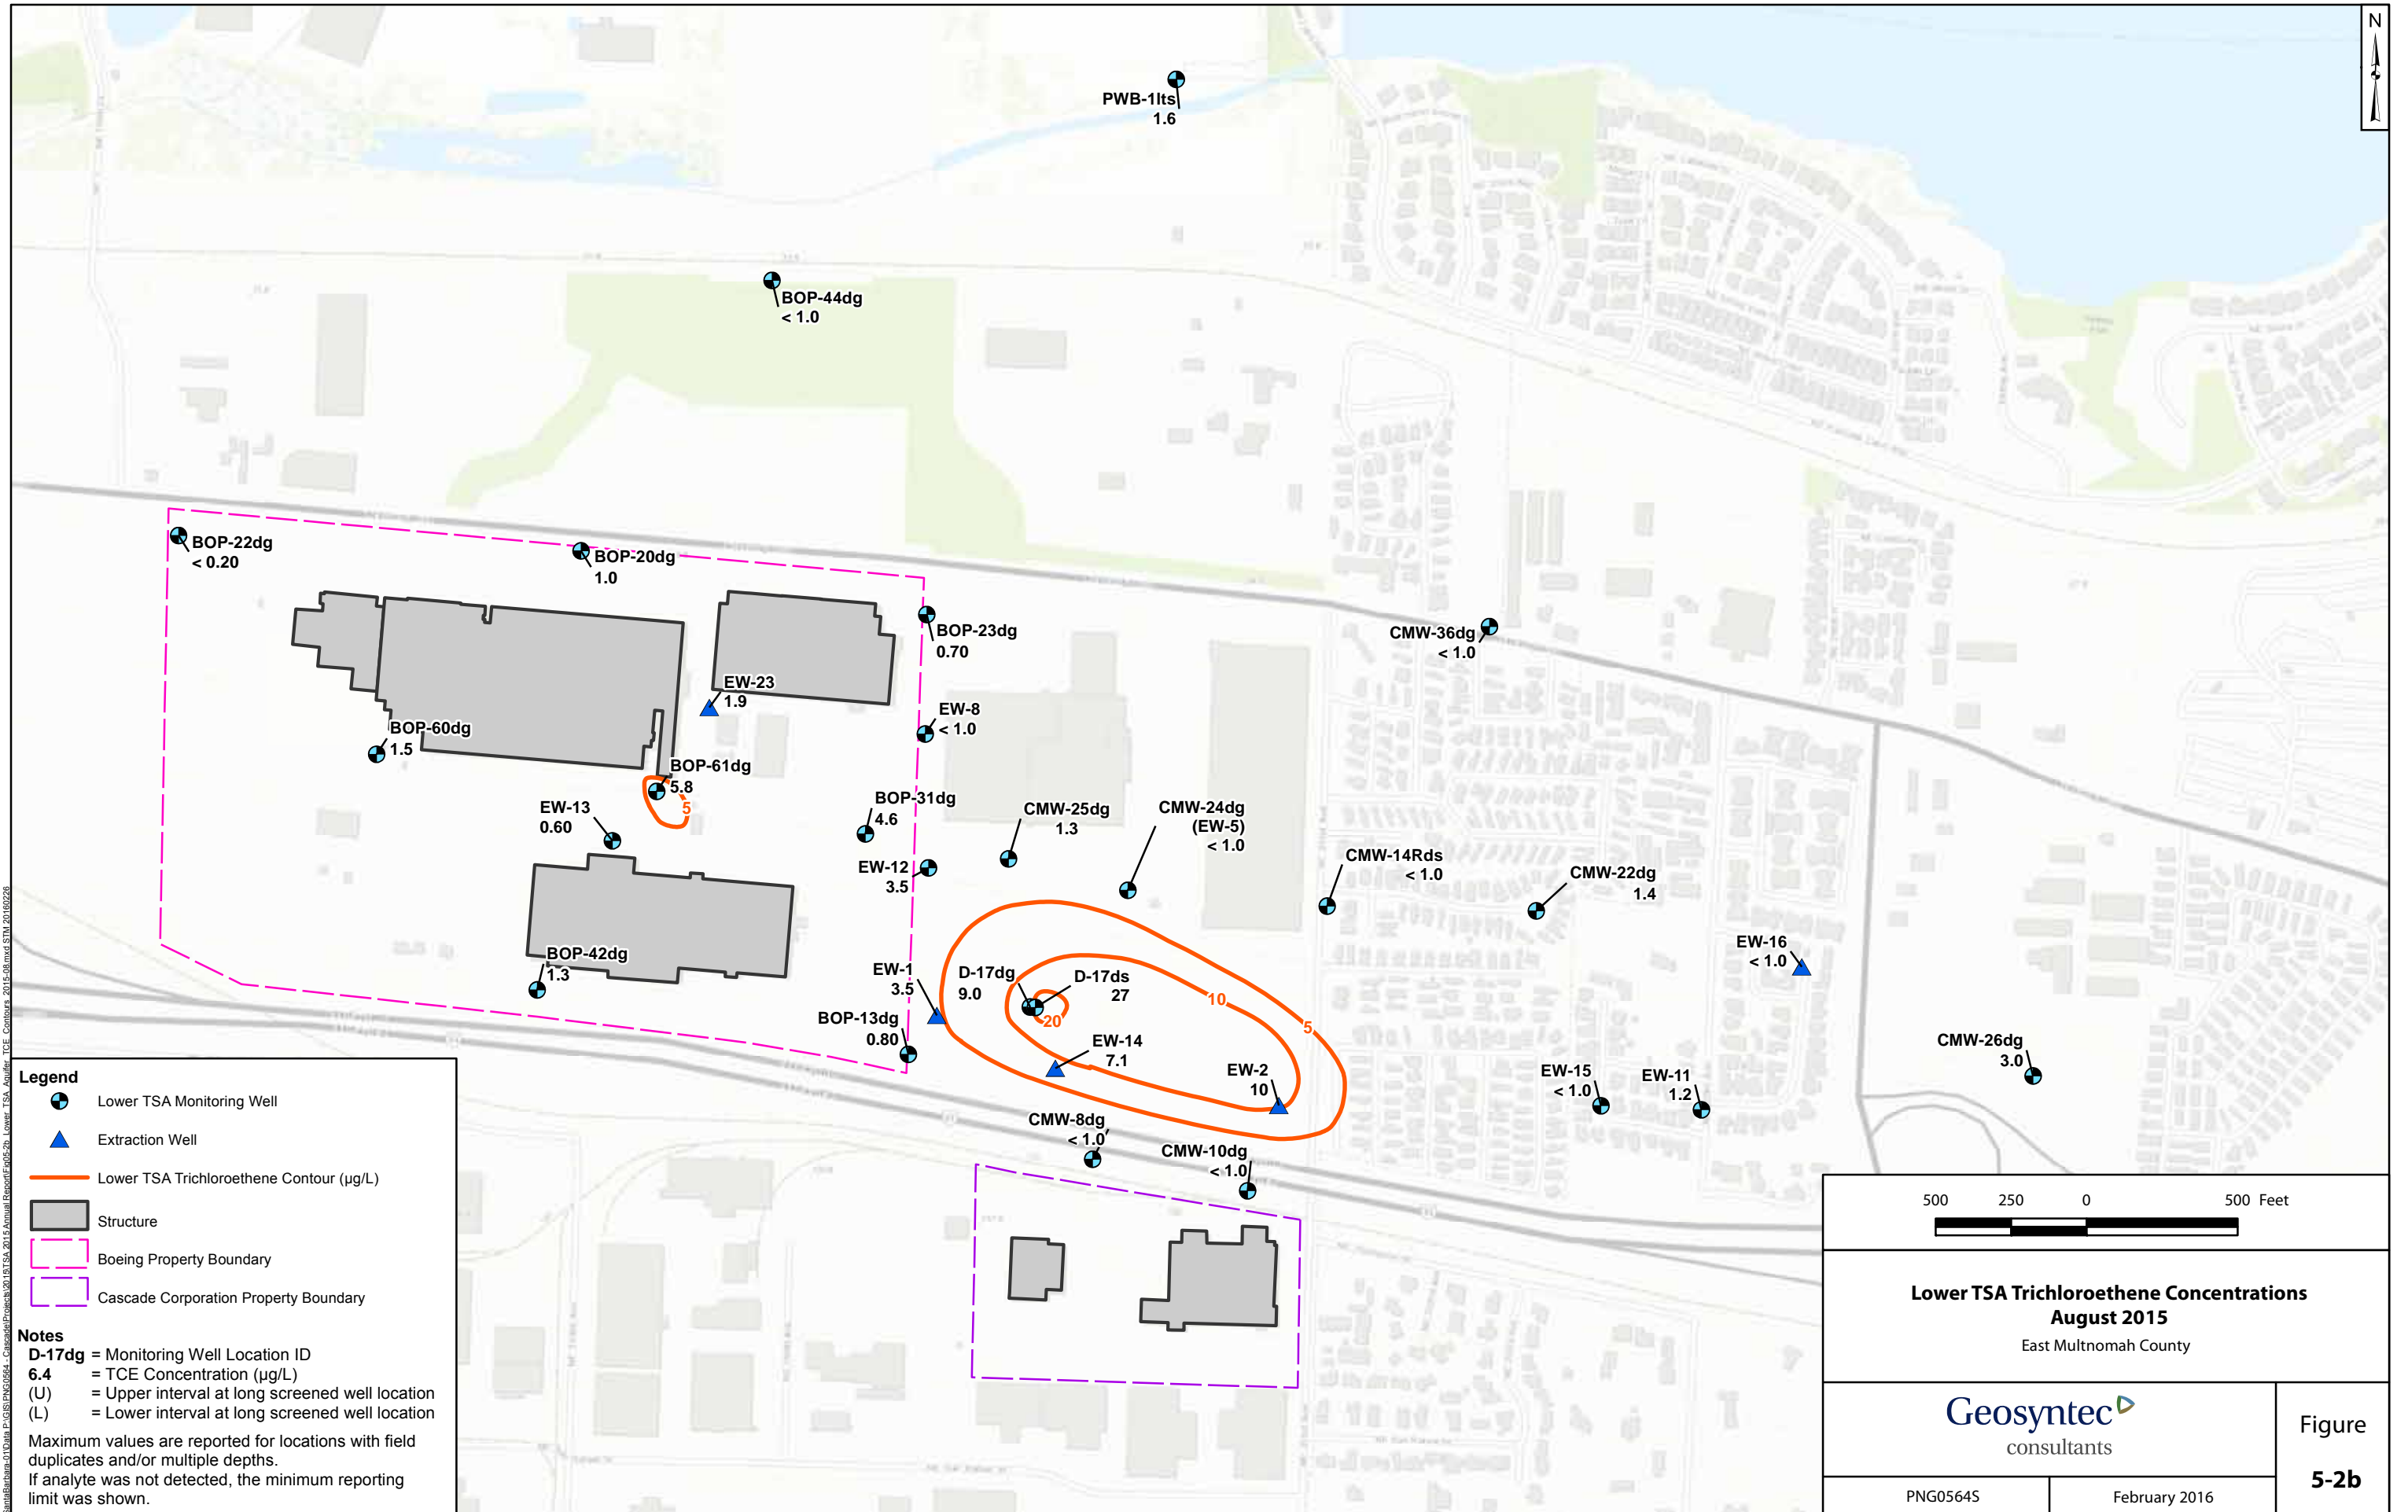 N
PWB-1lts
1.6
BOP-44dg
< 1.0
BOP-22dg
< 0.20
BOP-20dg
1.0
BOP-23dg
0.70
CMW-36dg
< 1.0
EW-23
1.9
EW-8
< 1.0
BOP-60dg
1.5
BOP-61dg
5.8
5
EW-13
0.60
BOP-31dg
4.6
CMW-25dg
1.3
CMW-24dg
(EW-5)
< 1.0
EW-12
3.5
CMW-14Rds
< 1.0
CMW-22dg
1.4
EW-16
< 1.0
BOP-42dg
1.3
EW-1
3.5
D-17dg
9.0
D-17ds
27
20
10
5
BOP-13dg
0.80
EW-14
7.1
EW-2
10
EW-15
< 1.0
EW-11
1.2
CMW-26dg
3.0
CMW-8dg
< 1.0
CMW-10dg
< 1.0
Legend
Lower TSA Monitoring Well
Extraction Well
Lower TSA Trichloroethene Contour (µg/L)
Structure
Boeing Property Boundary
Cascade Corporation Property Boundary
Notes
D-17dg = Monitoring Well Location ID
6.4 = TCE Concentration (µg/L)
(U) = Upper interval at long screened well location
(L) = Lower interval at long screened well location
Maximum values are reported for locations with field
duplicates and/or multiple depths.
If analyte was not detected, the minimum reporting
limit was shown.
500 250 0 500 Feet
Lower TSA Trichloroethene Concentrations
August 2015
East Multnomah County
Geosyntec
consultants
Figure
5-2b
PNG0564S
February 2016